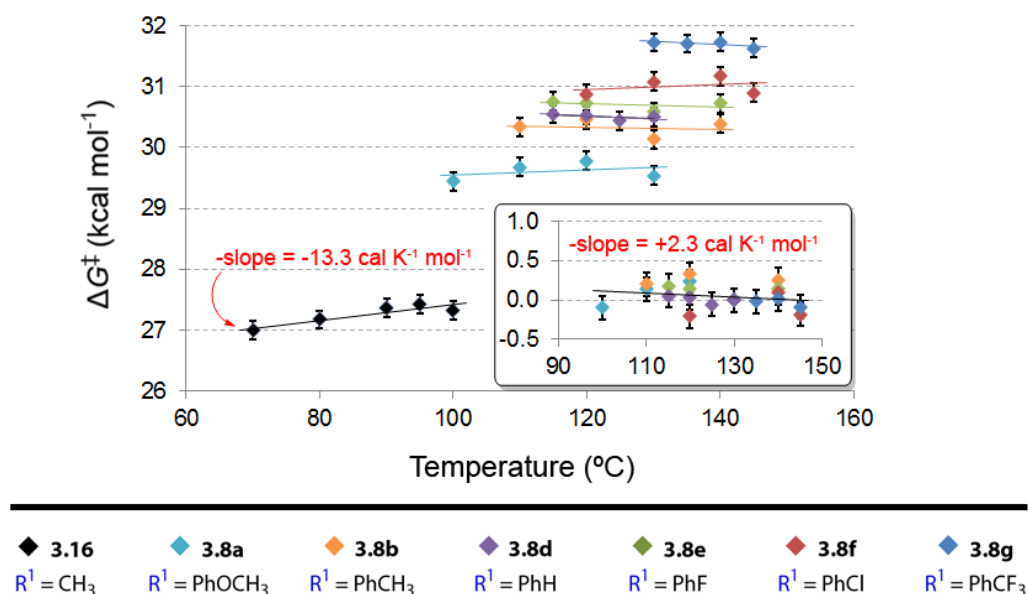 32
31
30
29
28
27
26
ΔG‡ (kcal mol⁻¹)
-slope = -13.3 cal K⁻¹ mol⁻¹
-slope = +2.3 cal K⁻¹ mol⁻¹
1.0
0.5
0.0
-0.5
90 110 130 150
60 80 100 120 140 160
Temperature (ºC)
3.16 3.8a 3.8b 3.8d 3.8e 3.8f 3.8g
R¹ = CH₃ R¹ = PhOCH₃ R¹ = PhCH₃ R¹ = PhH R¹ = PhF R¹ = PhCl R¹ = PhCF₃